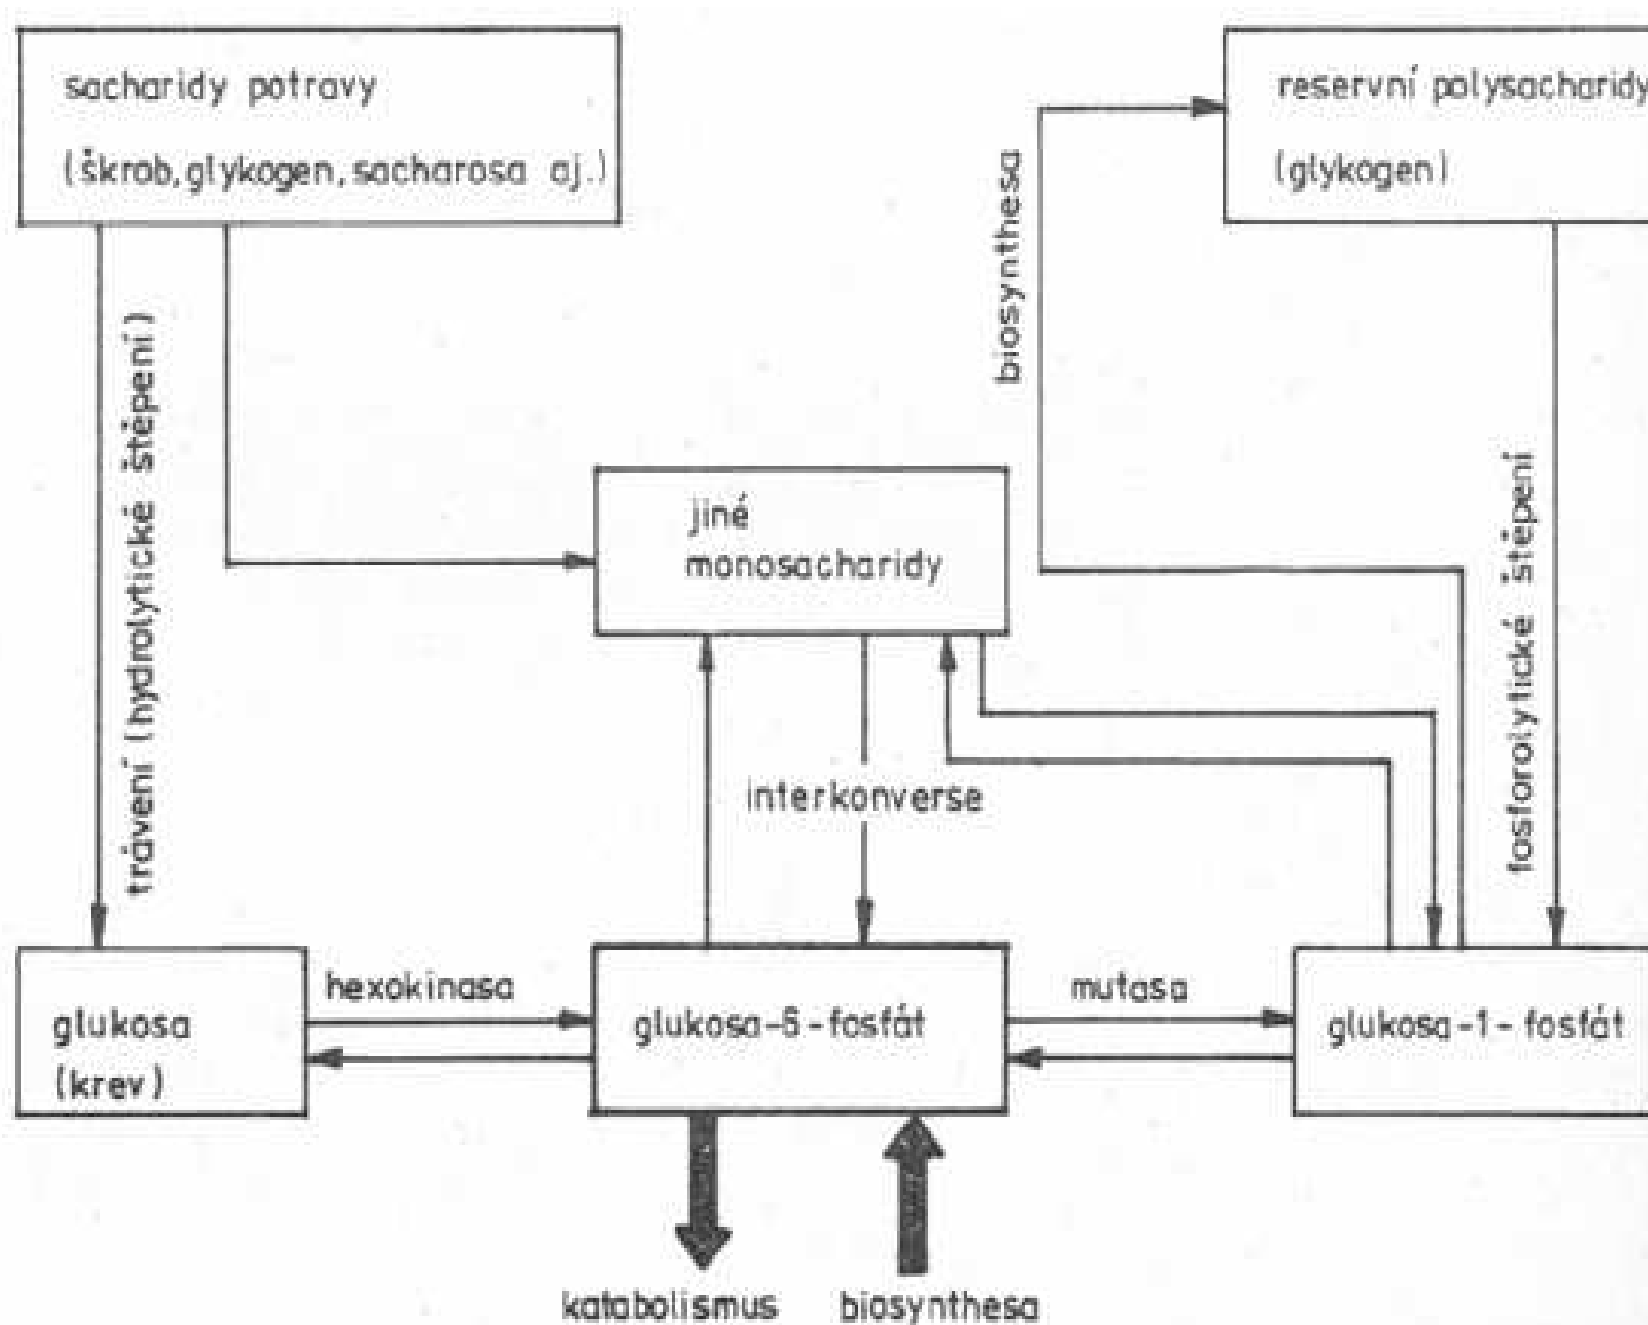 sacharidy potravy
(škrob, glykogen, sacharosa aj.)
reservní polysacharidy
(glykogen)
biosynthesa
trávení (hydrolytické štěpení)
fosforolytické štěpení
jiné
monosacharidy
interkonverse
hexokinasa
mutasa
glukosa
(krev)
glukosa-6-fosfát
glukosa-1-fosfát
katabolismus
biosynthesa